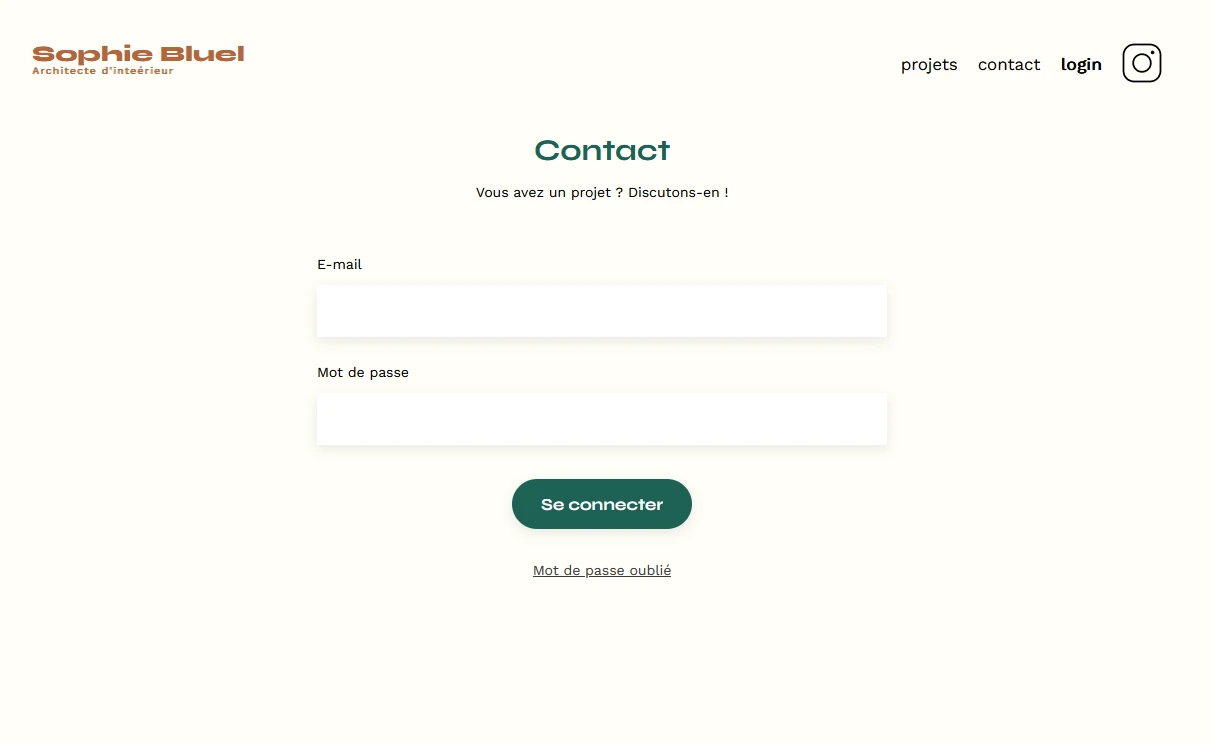 Sophie Bluel
Architecte d'inteérieur
projets contact login
Contact
Vous avez un projet ? Discutons-en !
E-mail
Mot de passe
Se connecter
Mot de passe oublié